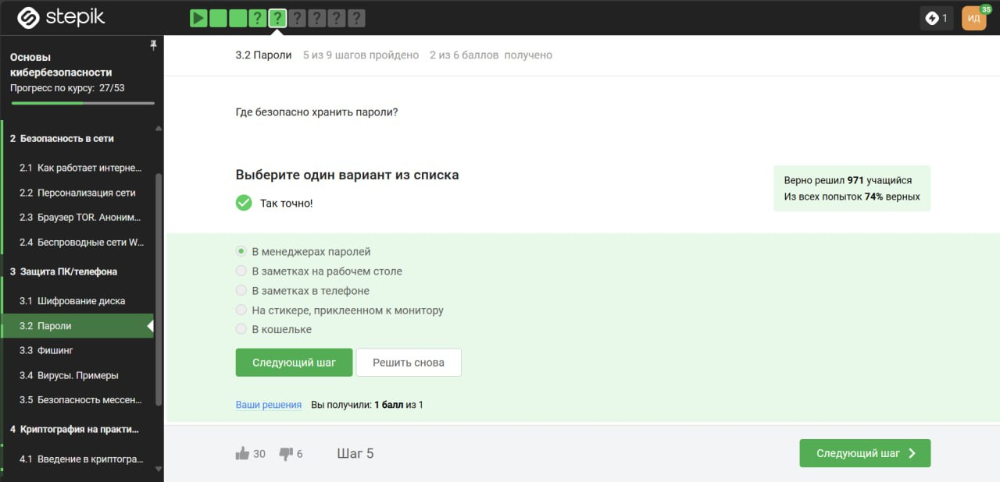 stepik
? ? ? ? ? ?
1
ИД
35
Основы
кибербезопасности
Прогресс по курсу: 27/53
2 Безопасность в сети
2.1 Как работает интерне...
2.2 Персонализация сети
2.3 Браузер TOR. Аноним...
2.4 Беспроводные сети W...
3 Защита ПК/телефона
3.1 Шифрование диска
3.2 Пароли
3.3 Фишинг
3.4 Вирусы. Примеры
3.5 Безопасность мессен...
4 Криптография на практи...
4.1 Введение в криптогра...
3.2 Пароли 5 из 9 шагов пройдено 2 из 6 баллов получено
Где безопасно хранить пароли?
Выберите один вариант из списка
Так точно!
Верно решил 971 учащийся
Из всех попыток 74% верных
В менеджерах паролей
В заметках на рабочем столе
В заметках в телефоне
На стикере, приклеенном к монитору
В кошельке
Следующий шаг Решить снова
Ваши решения Вы получили: 1 балл из 1
30 6 Шаг 5 Следующий шаг